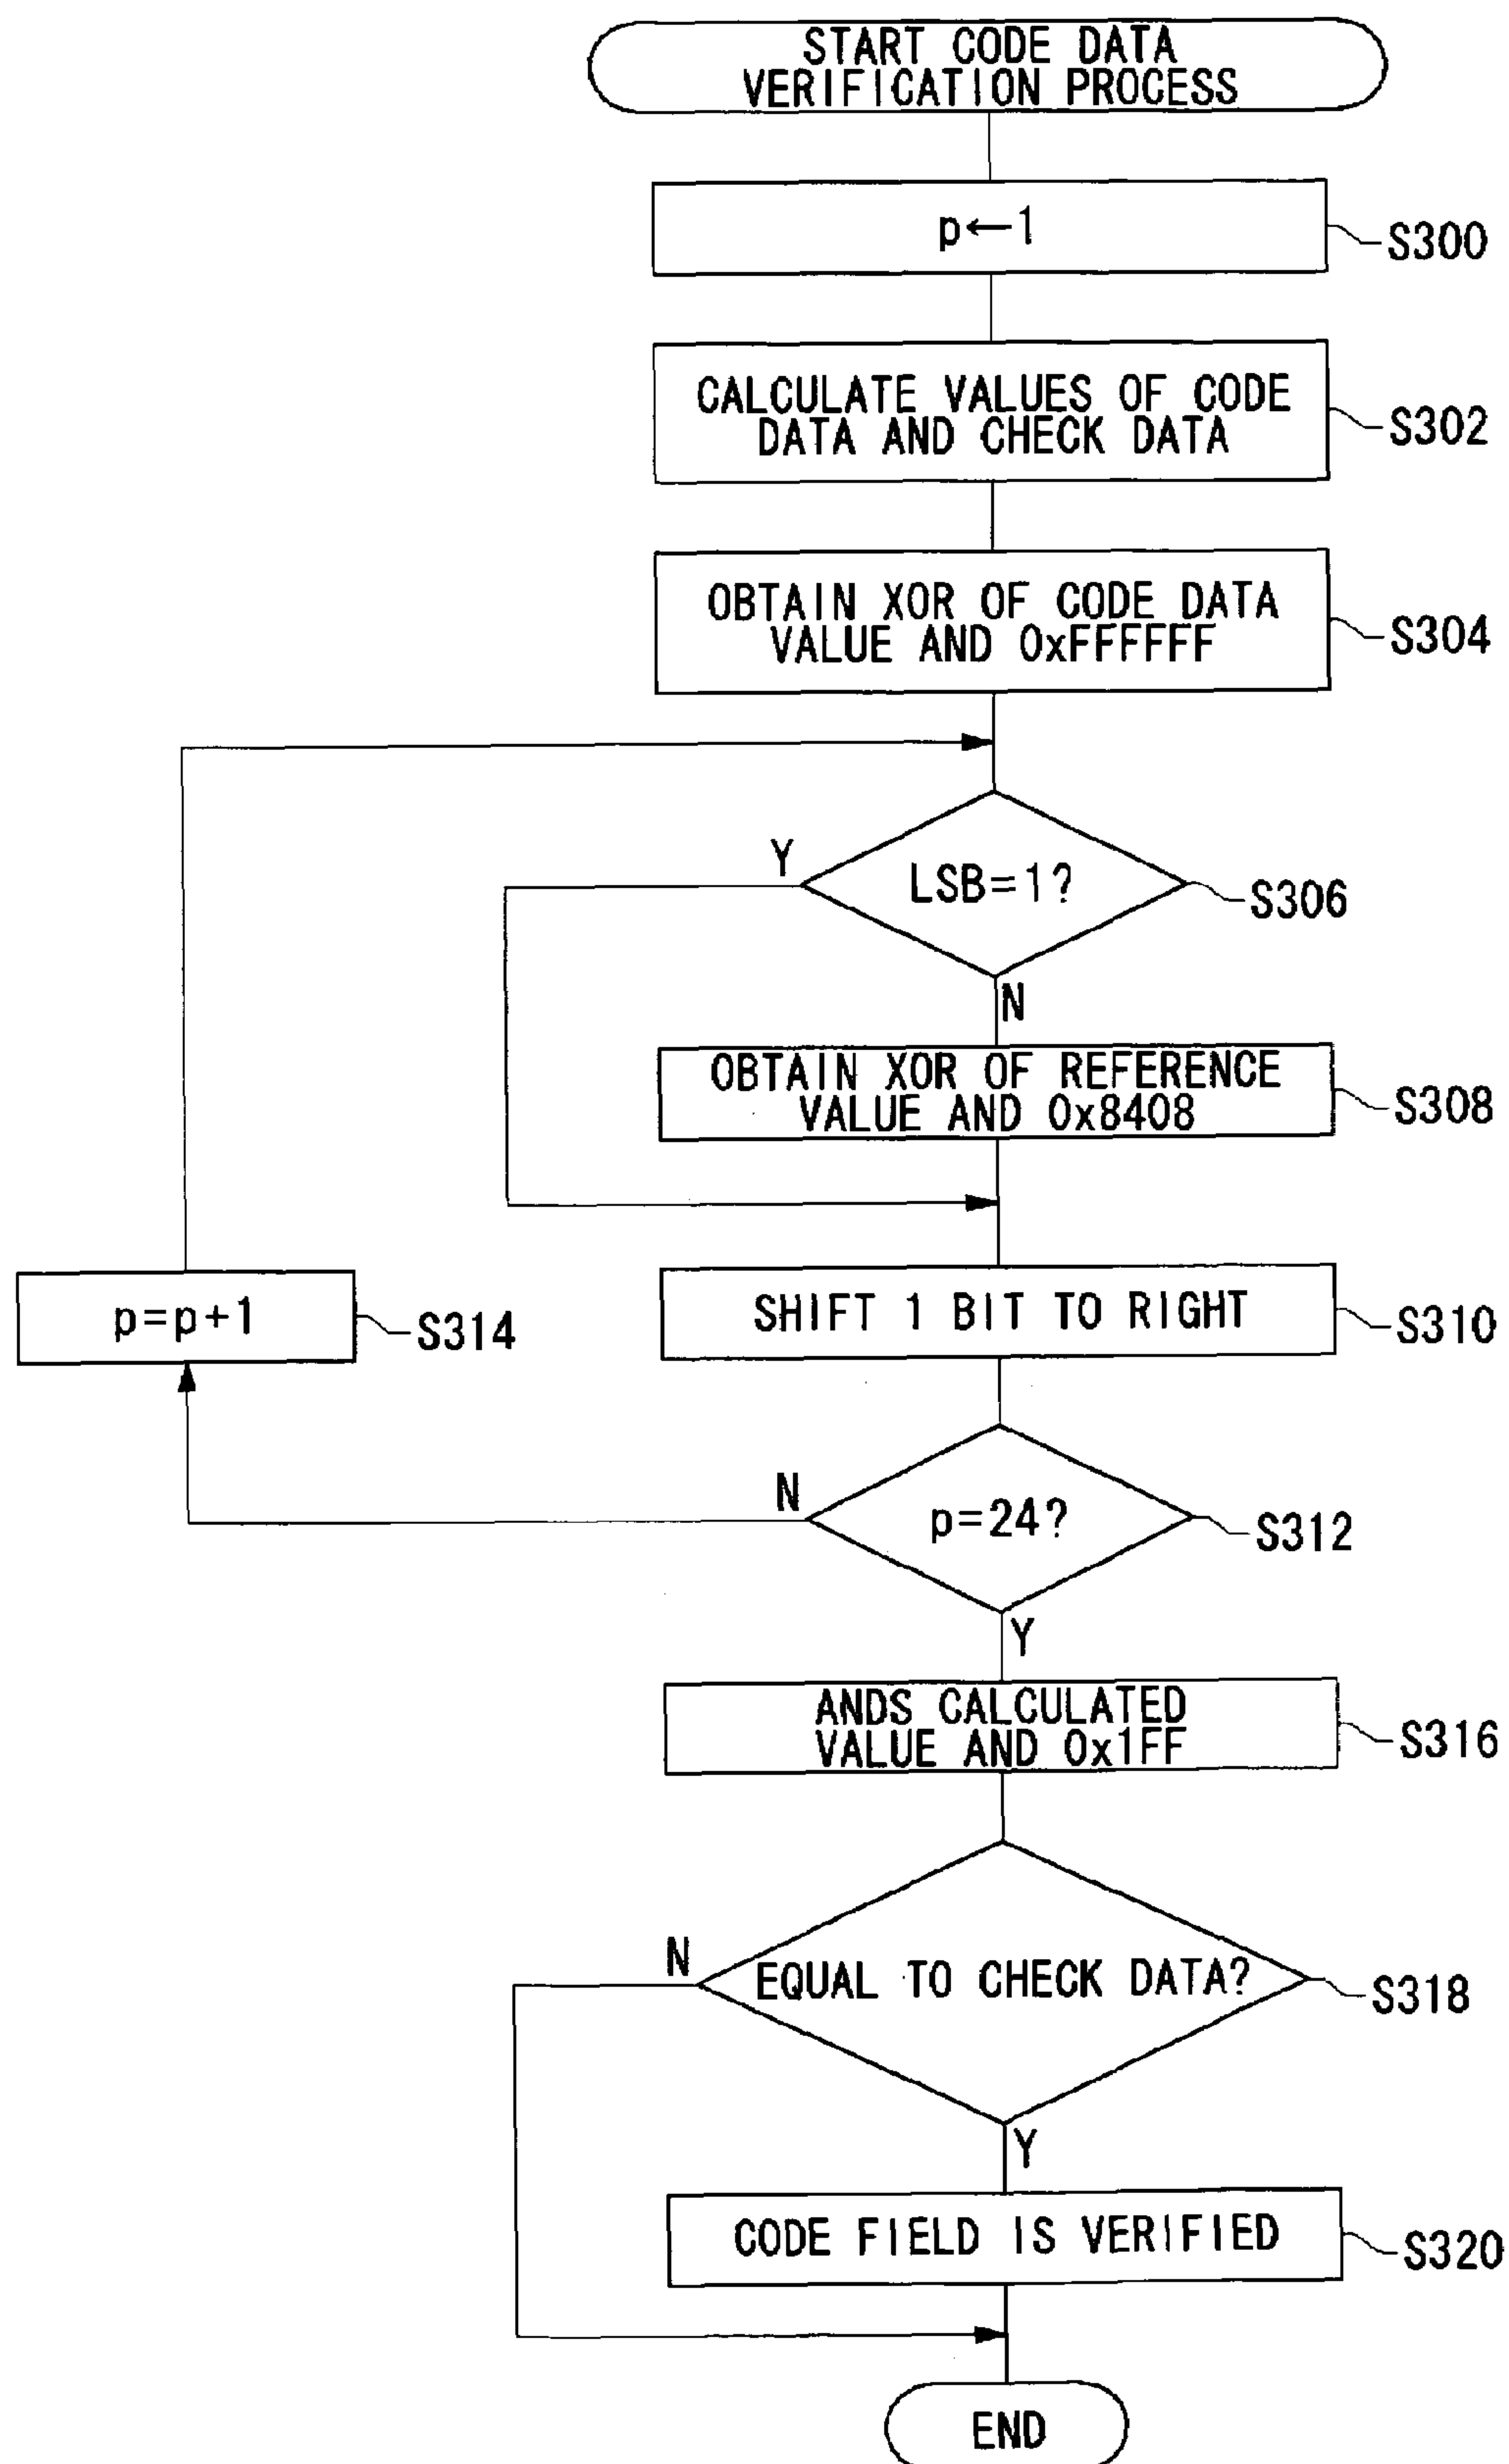 START CODE DATA
VERIFICATION PROCESS
p←1
S300
CALCULATE VALUES OF CODE
DATA AND CHECK DATA
S302
OBTAIN XOR OF CODE DATA
VALUE AND 0xFFFFFF
S304
Y
LSB=1?
S306
N
OBTAIN XOR OF REFERENCE
VALUE AND 0x8408
S308
p=p+1
S314
SHIFT 1 BIT TO RIGHT
S310
N
p=24?
S312
Y
ANDS CALCULATED
VALUE AND 0x1FF
S316
N
EQUAL TO CHECK DATA?
S318
Y
CODE FIELD IS VERIFIED
S320
END